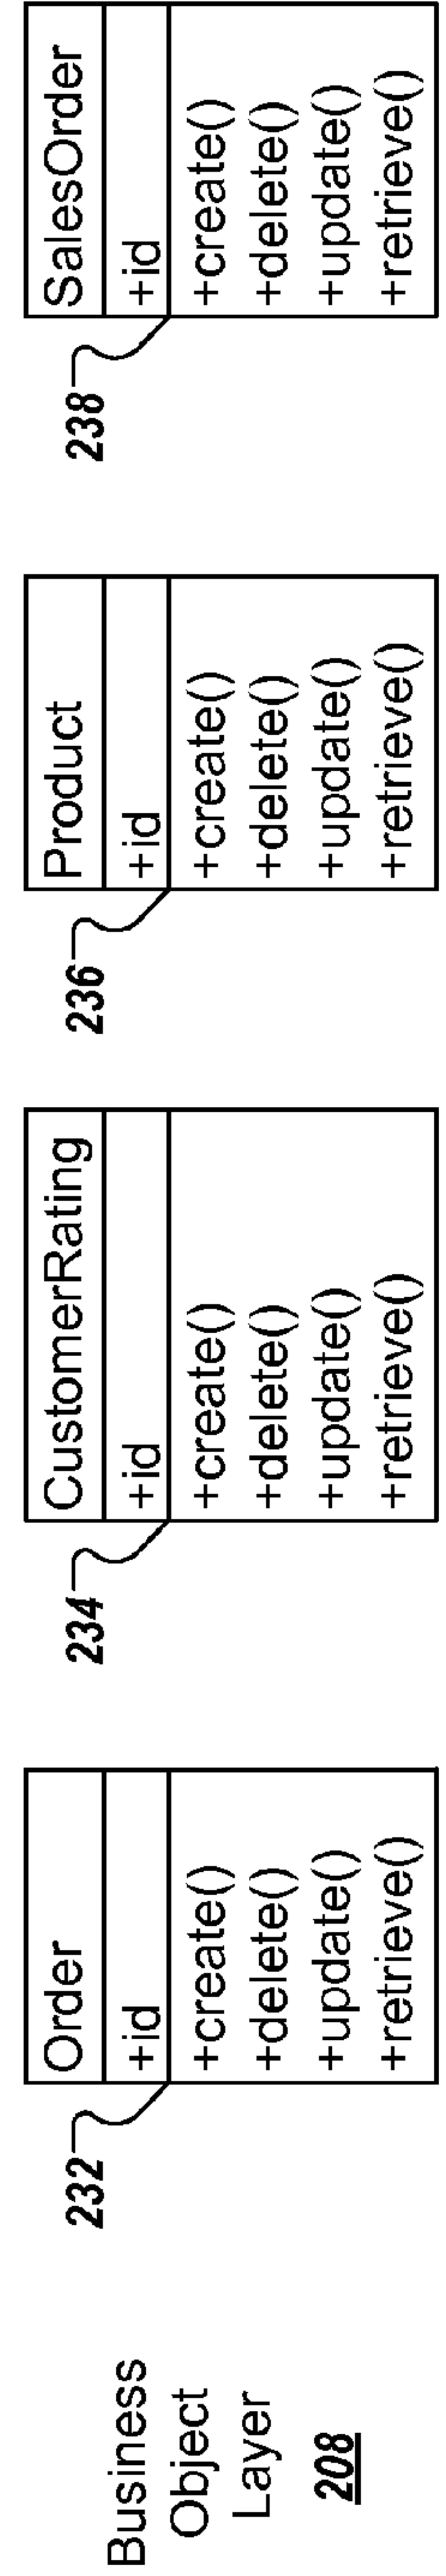 Business
Object
Layer
208
232
Order
+id
+create()
+delete()
+update()
+retrieve()
234
CustomerRating
+id
+create()
+delete()
+update()
+retrieve()
236
Product
+id
+create()
+delete()
+update()
+retrieve()
238
SalesOrder
+id
+create()
+delete()
+update()
+retrieve()